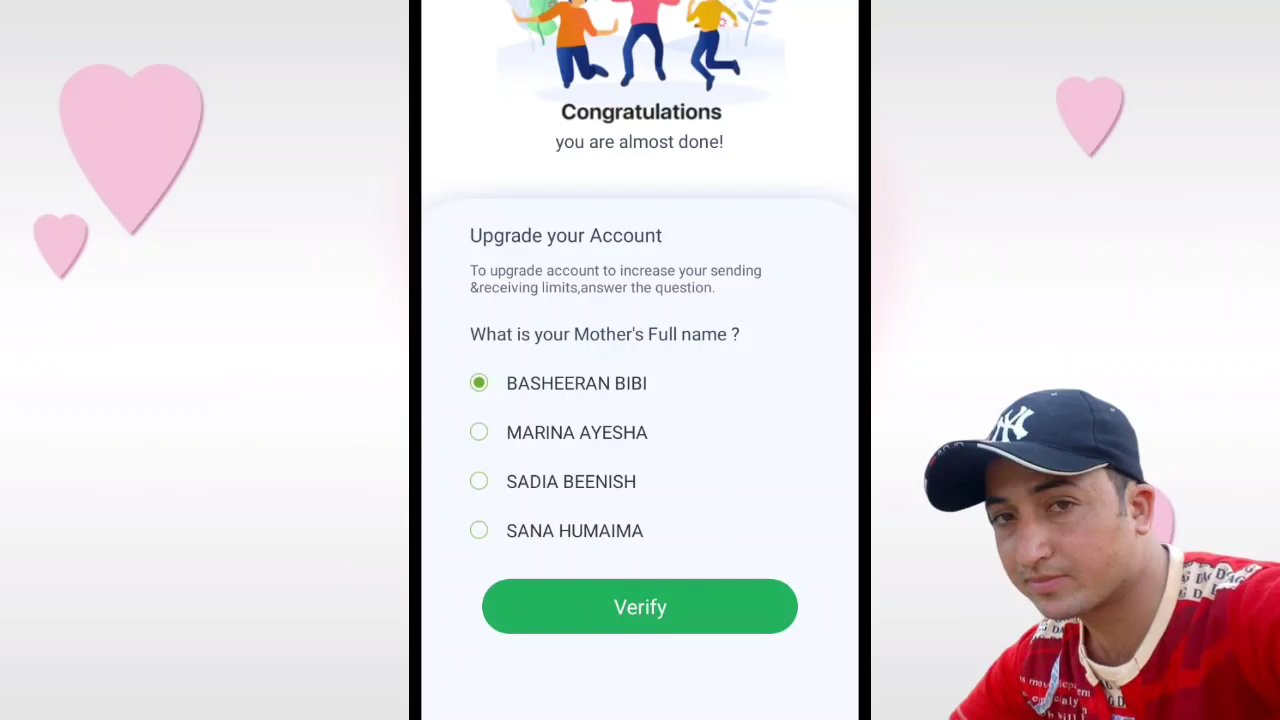 Congratulations
you are almost done!
Upgrade your Account
To upgrade account to increase your sending
&receiving limits,answer the question.
What is your Mother's Full name ?
BASHEERAN BIBI
MARINA AYESHA
SADIA BEENISH
SANA HUMAIMA
Verify
NY